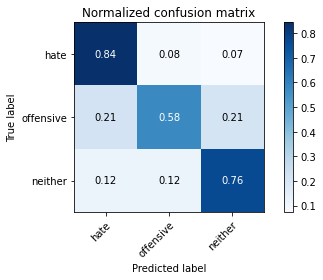 Normalized confusion matrix
True label
hate 0.84 0.08 0.07
offensive 0.21 0.58 0.21
neither 0.12 0.12 0.76
hate offensive neither
Predicted label
0.8
0.7
0.6
0.5
0.4
0.3
0.2
0.1